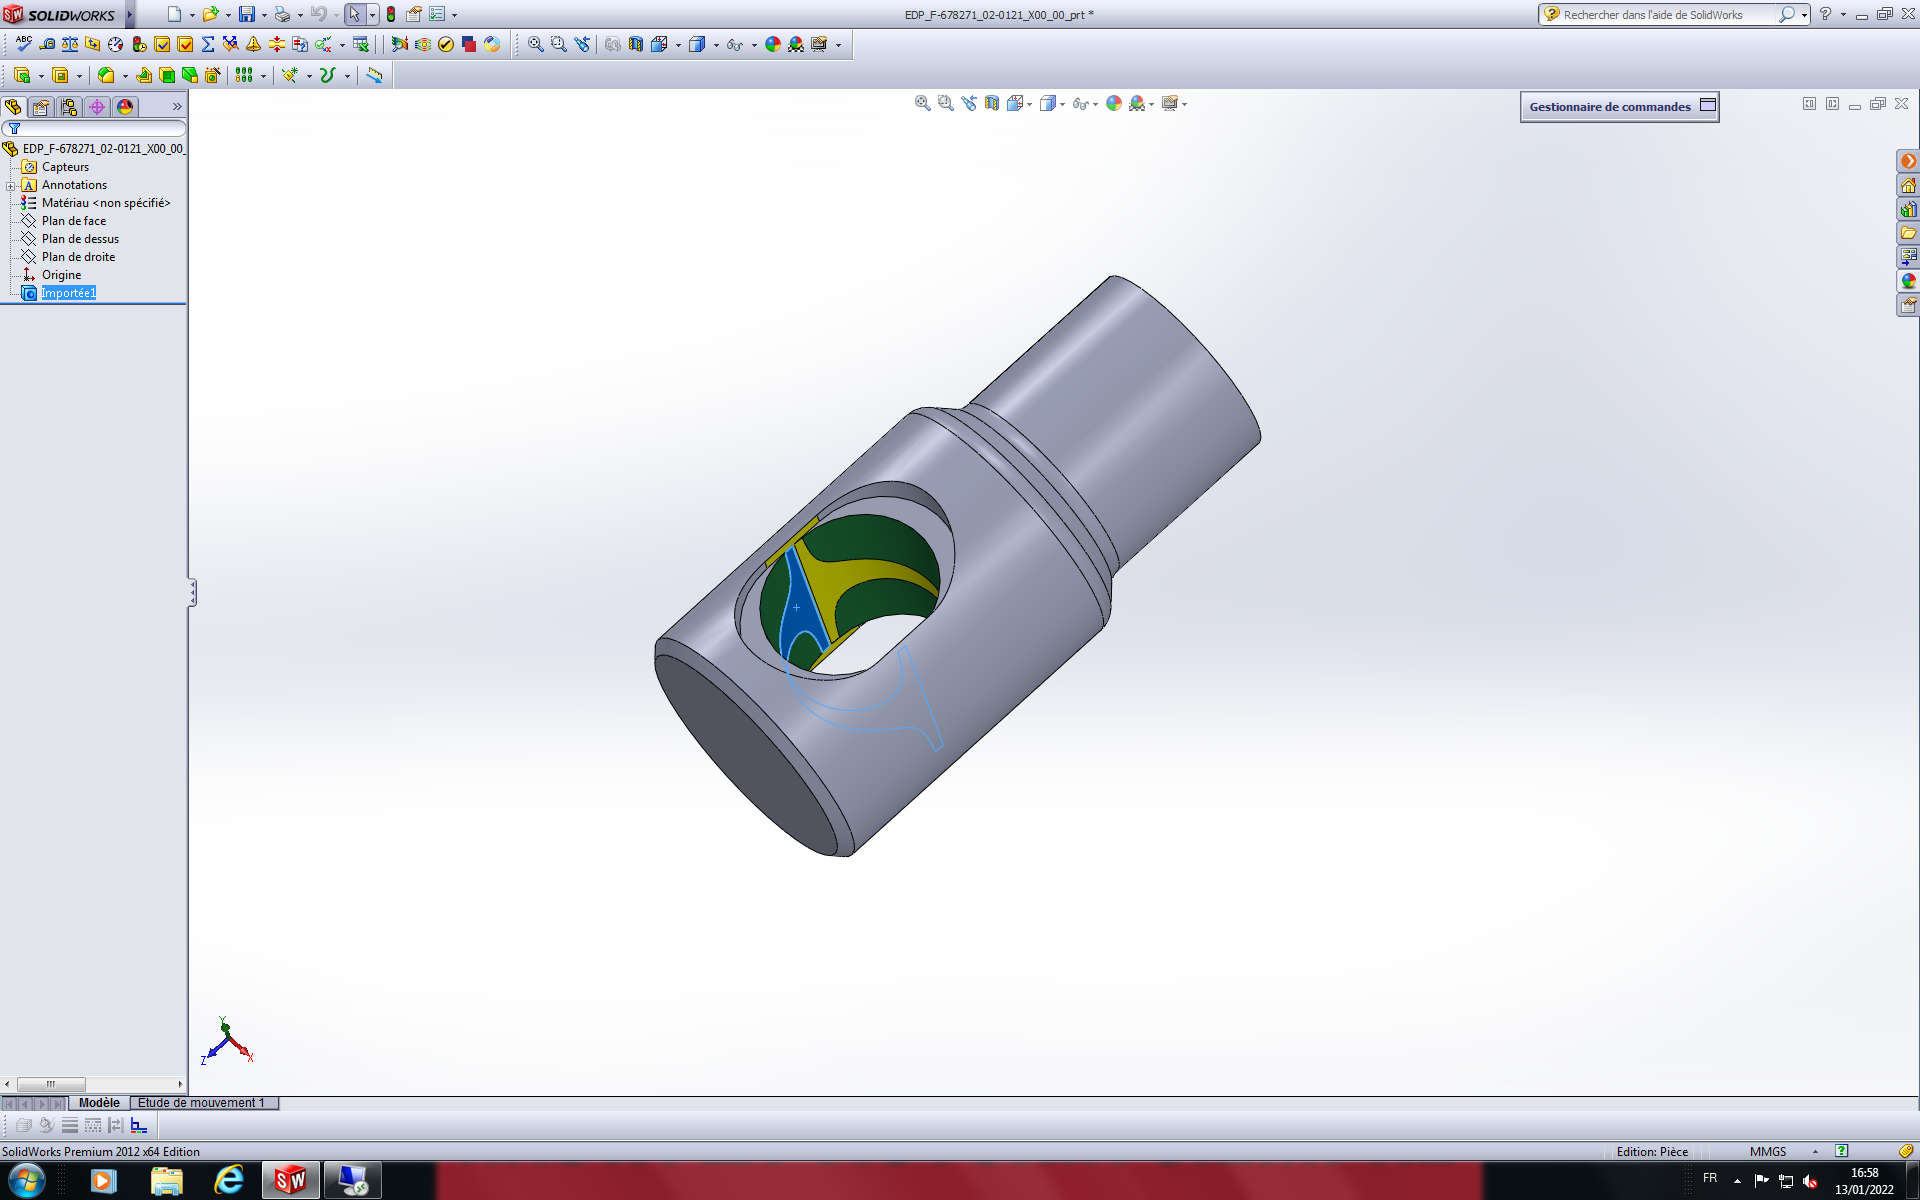 SW SOLIDWORKS
EDP_F-678271_02-0121_X00_00_prt *
Rechercher dans l'aide de SolidWorks
Gestionnaire de commandes
EDP_F-678271_02-0121_X00_00_
Capteurs
Annotations
Matériau <non spécifié>
Plan de face
Plan de dessus
Plan de droite
Origine
Importée1
Y
Z
X
Modèle
Etude de mouvement 1
SolidWorks Premium 2012 x64 Edition
Edition: Pièce
MMGS
FR
16:58
13/01/2022